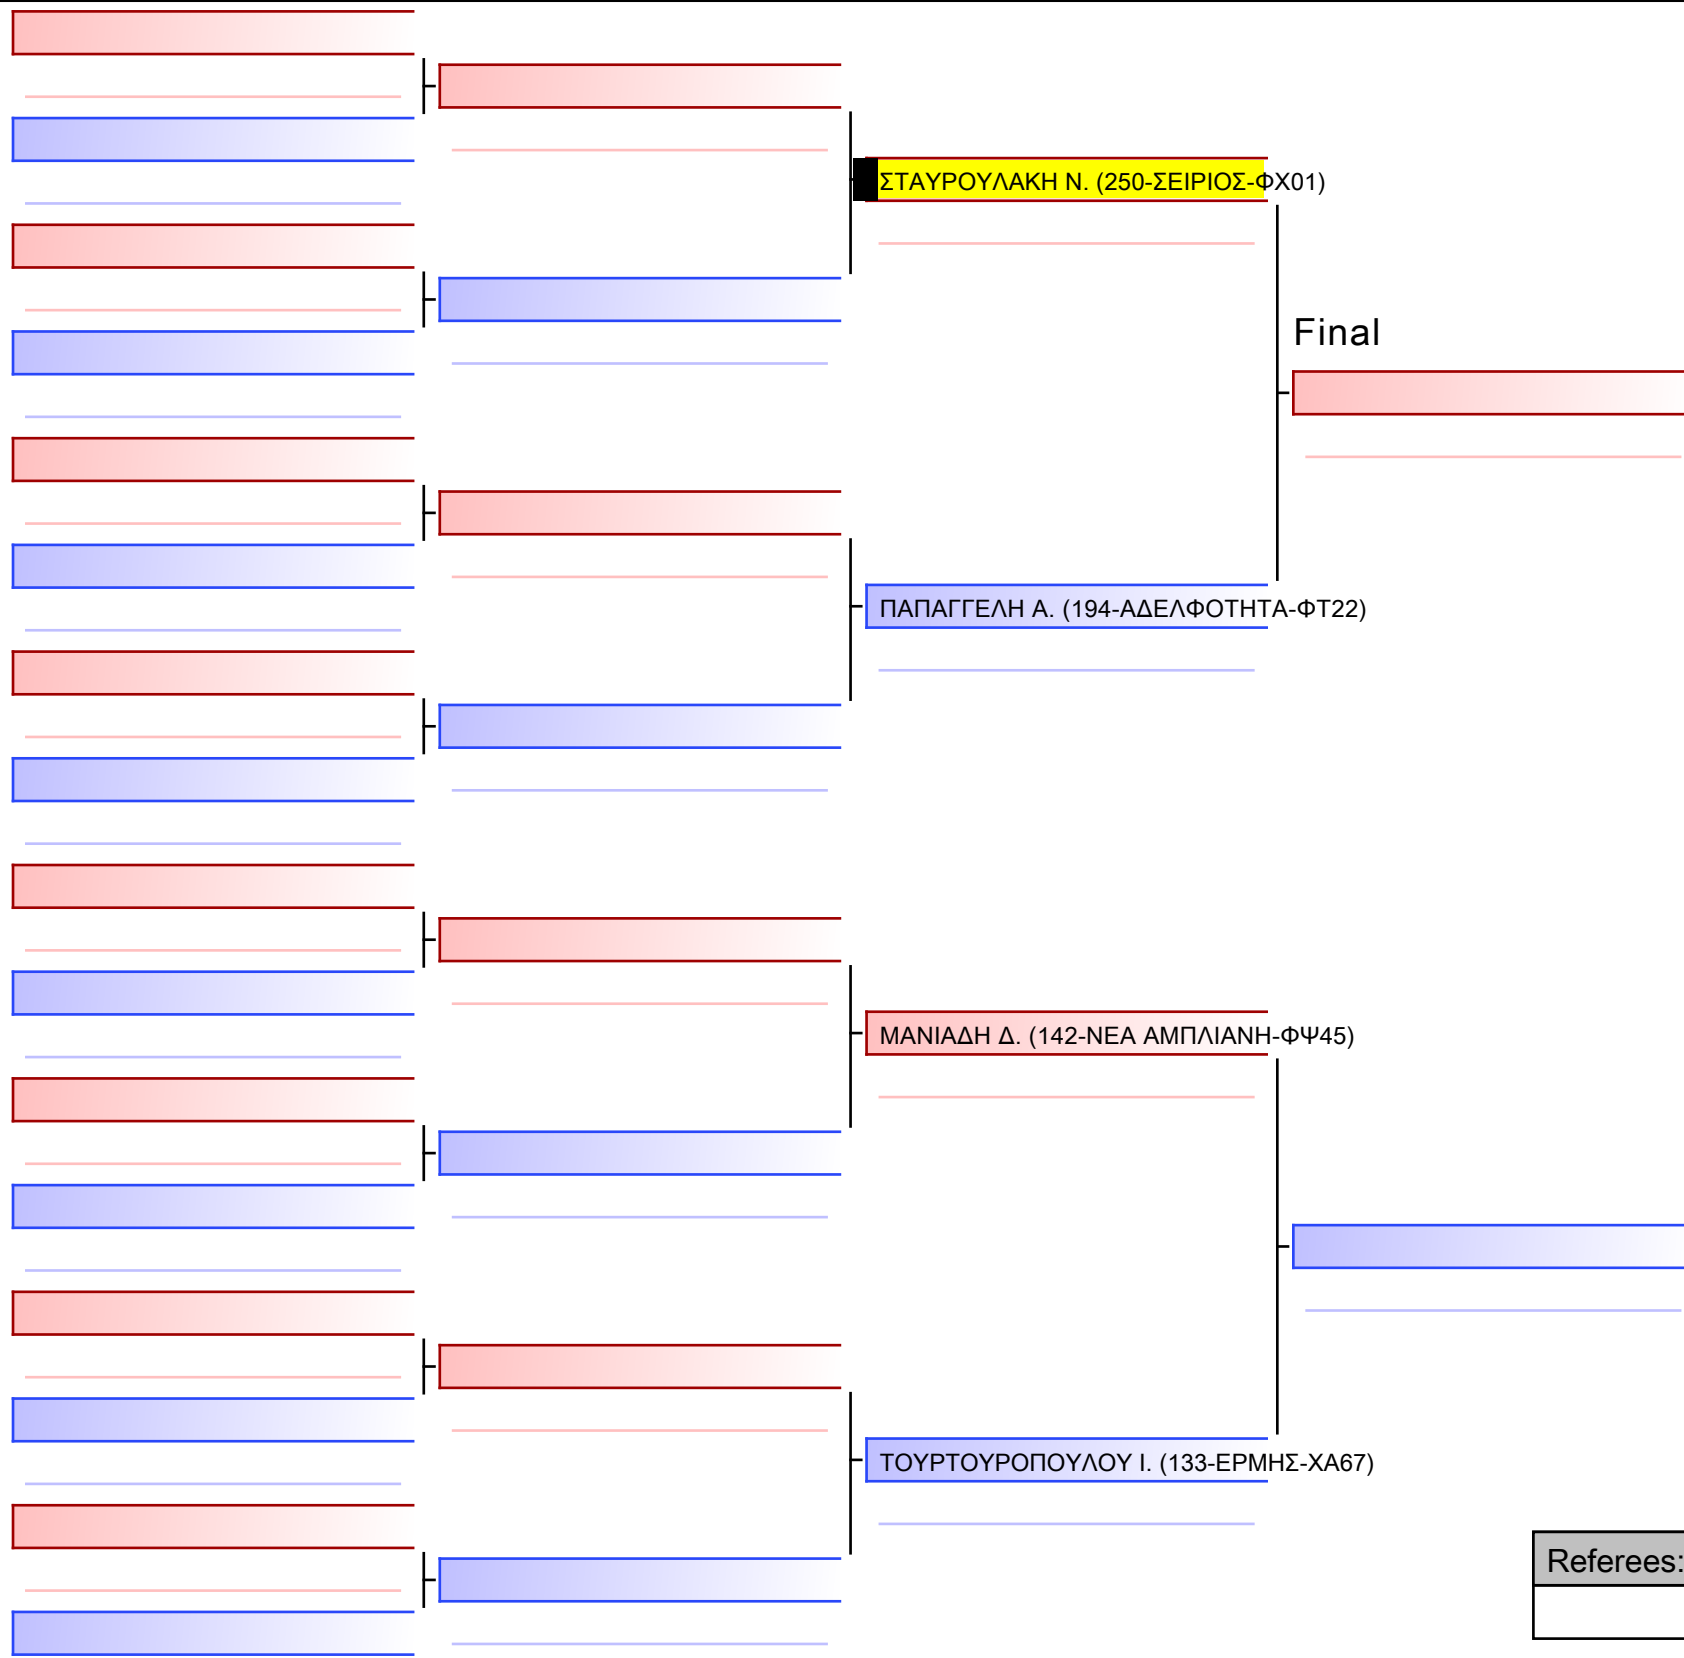 ΣΤΑΥΡΟΥΛΑΚΗ Ν. (250-ΣΕΙΡΙΟΣ-ΦΧ01)
Final
ΠΑΠΑΓΓΕΛΗ Α. (194-ΑΔΕΛΦΟΤΗΤΑ-ΦΤ22)
ΜΑΝΙΑΔΗ Δ. (142-ΝΕΑ ΑΜΠΛΙΑΝΗ-ΦΨ45)
ΤΟΥΡΤΟΥΡΟΠΟΥΛΟΥ Ι. (133-ΕΡΜΗΣ-ΧΑ67)
Referees: